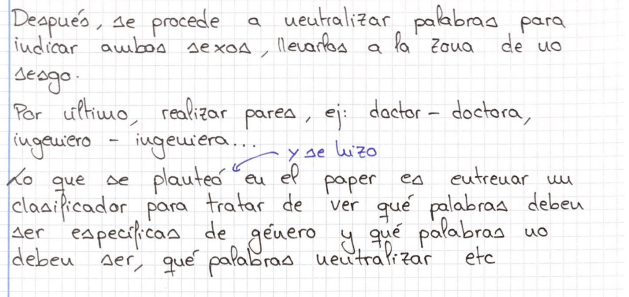 Después, se procede a neutralizar palabras para
indicar ambos sexos, llevarlas a la zona de no
sesgo.
Por último, realizar pares, ej: doctor - doctora,
ingeniero - ingeniera...
y se hizo
Lo que se planteó en el paper es entrenar un
clasificador para tratar de ver qué palabras deben
ser específicas de género y qué palabras no
deben ser, qué palabras neutralizar etc